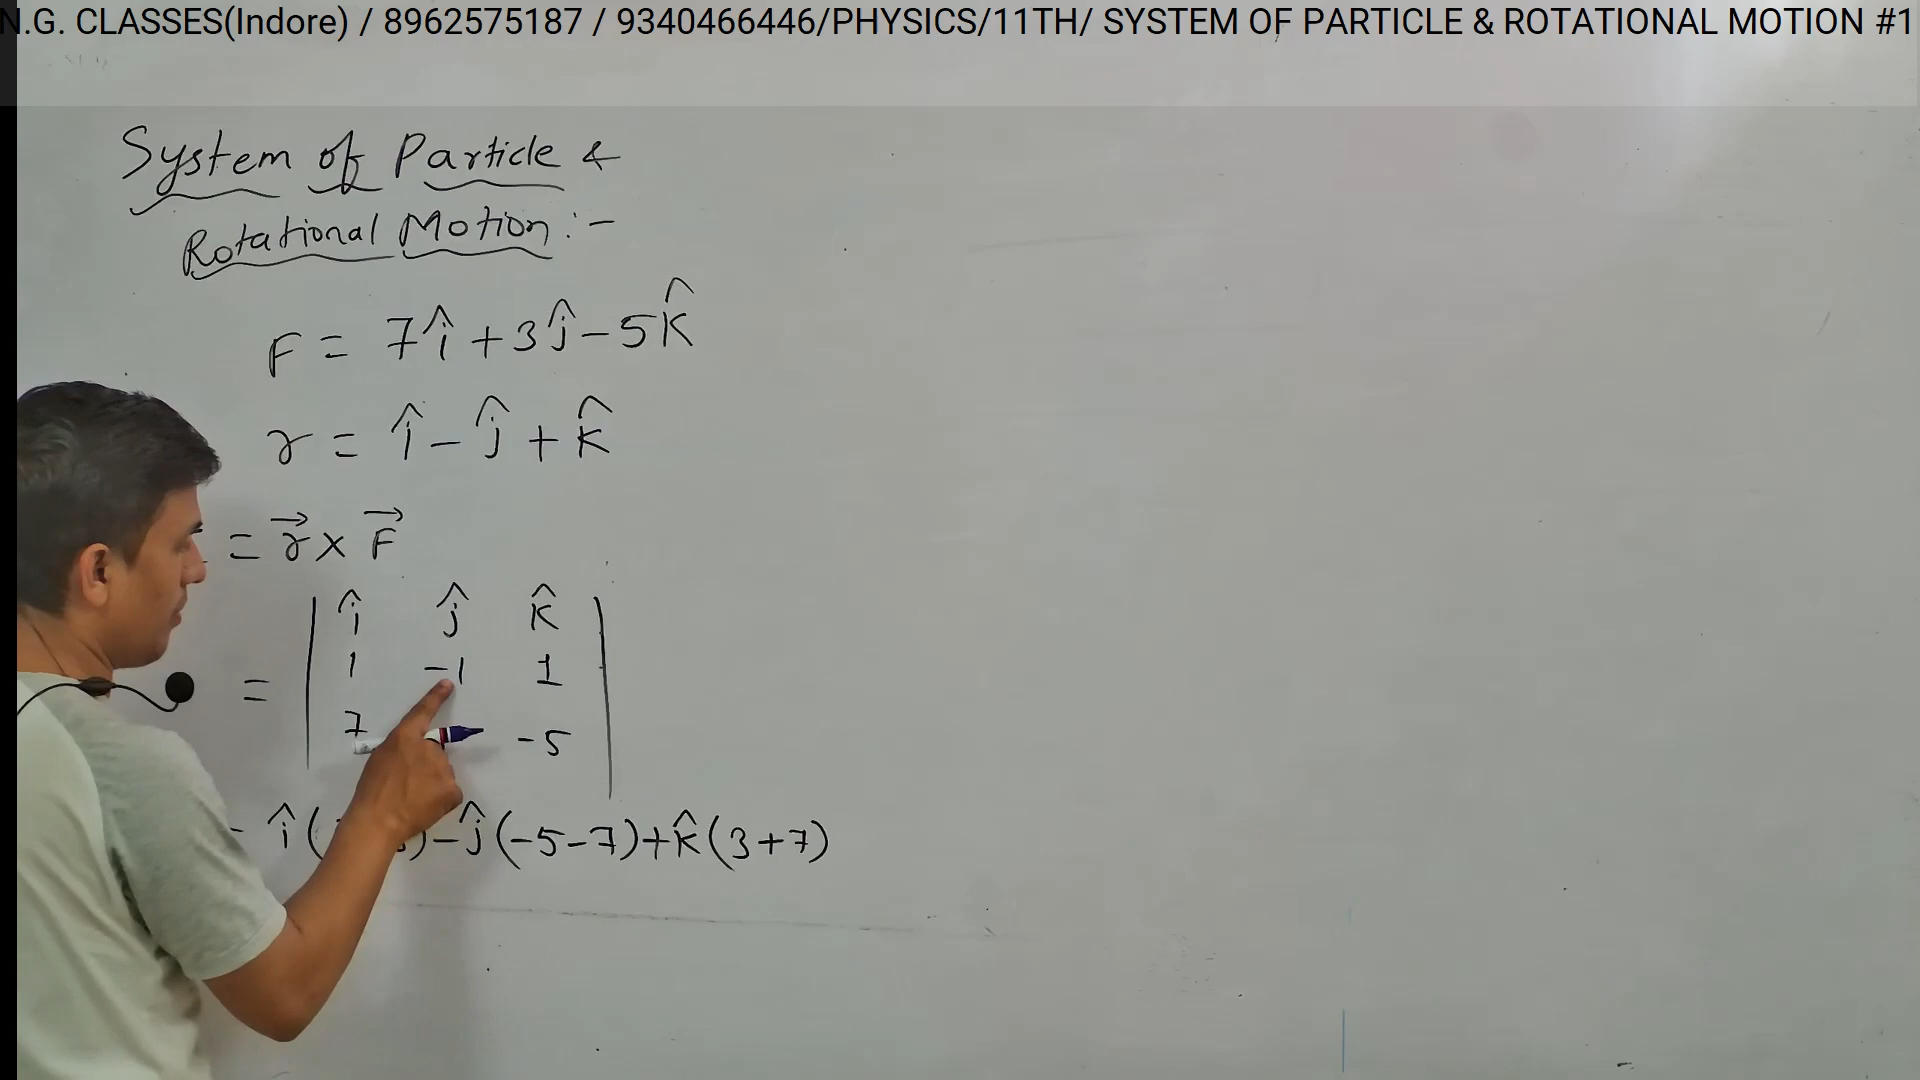 N.G. CLASSES(Indore) / 8962575187 / 9340466446/PHYSICS/11TH/ SYSTEM OF PARTICLE & ROTATIONAL MOTION #1
System of Particle &
Rotational Motion :-
F = 7î + 3ĵ - 5k̂
r = î - ĵ + k̂
= r⃗ × F⃗
î ĵ k̂
1 -1 1
= 7 -5
î ( ) - ĵ (-5-7) + k̂ (3+7)